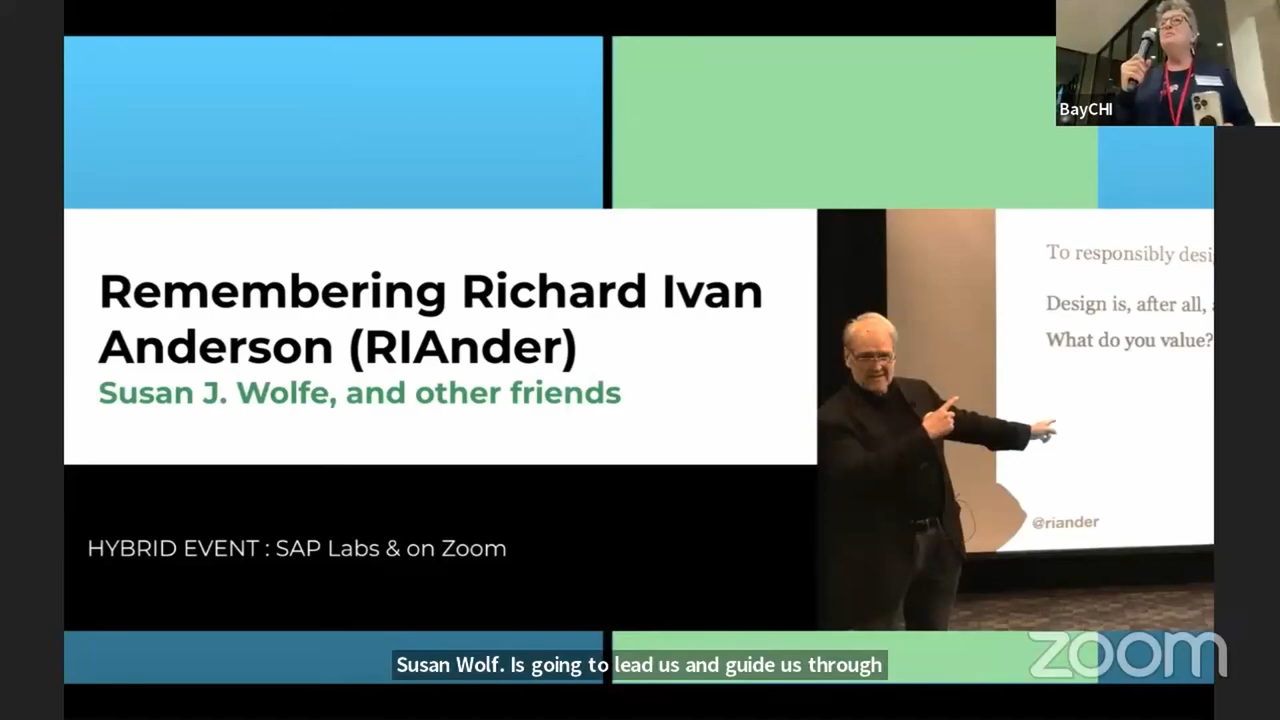 BayCHI
Remembering Richard Ivan
Anderson (RIAnder)
Susan J. Wolfe, and other friends
To responsibly desi
Design is, after all,
What do you value?
@riander
HYBRID EVENT : SAP Labs & on Zoom
Susan Wolf. Is going to lead us and guide us through
zoom